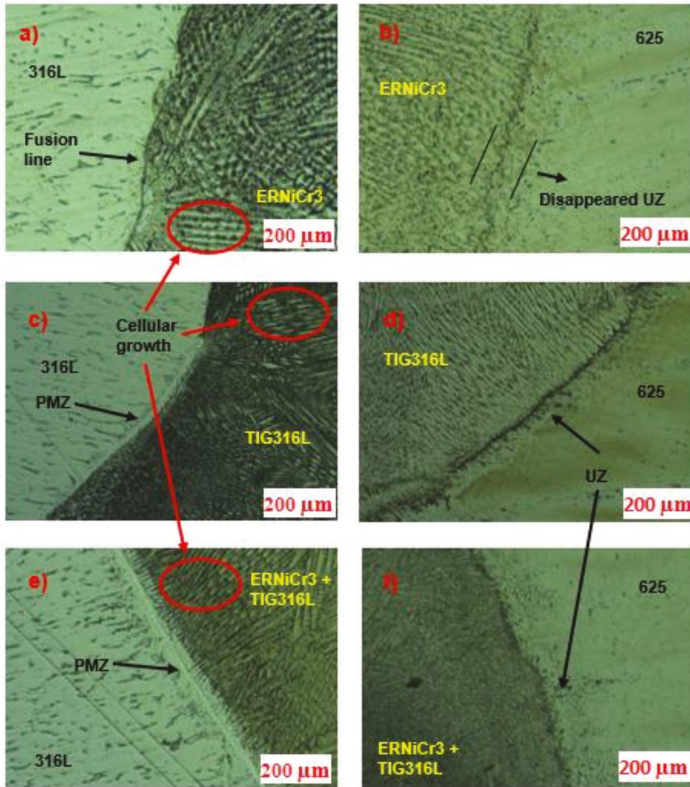 a)
316L
Fusion
line
ERNiCr3
200 µm
b)
625
ERNiCr3
Disappeared UZ
200 µm
c)
Cellular
growth
316L
PMZ
TIG316L
200 µm
d)
TIG316L
625
UZ
200 µm
e)
ERNiCr3 +
TIG316L
PMZ
316L
200 µm
f)
625
ERNiCr3 +
TIG316L
200 µm